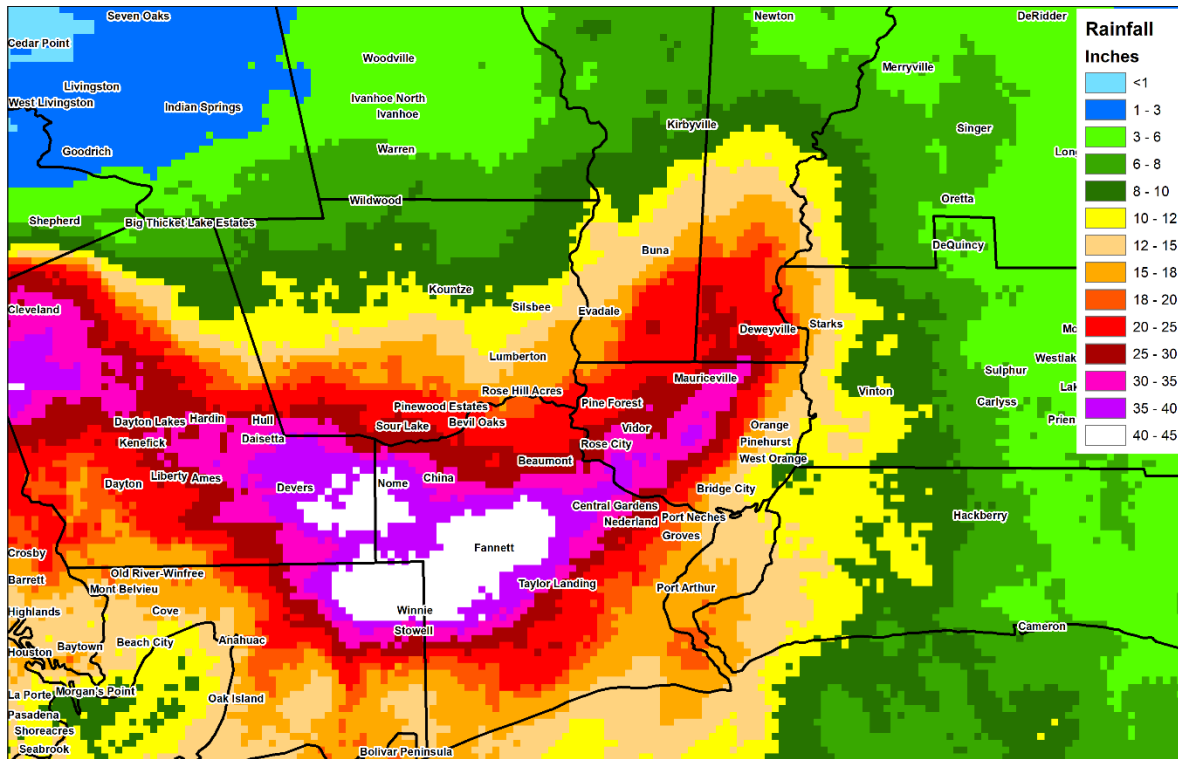 Seven Oaks
Newton
DeRidder
Cedar Point
Rainfall
Inches
Woodville
Merryville
<1
Livingston
West Livingston
Indian Springs
Ivanhoe North
Ivanhoe
1 - 3
Kirbyville
Singer
3 - 6
Goodrich
Warren
Long
6 - 8
Wildwood
Oretta
8 - 10
Shepherd
Big Thicket Lake Estates
10 - 12
Buna
DeQuincy
12 - 15
15 - 18
Kountze
Cleveland
Silsbee
Evadale
18 - 20
Deweyville
Starks
Mo
20 - 25
Lumberton
Westlak
25 - 30
Mauriceville
Sulphur
Rose Hill Acres
Vinton
Lak
30 - 35
Pine Forest
Carlyss
Pinewood Estates
35 - 40
Dayton Lakes
Hardin
Hull
Sour Lake
Bevil Oaks
Vidor
Orange
Prien
40 - 45
Kenefick
Daisetta
Rose City
Pinehurst
Beaumont
West Orange
Dayton
Liberty
Ames
Devers
Nome
China
Bridge City
Central Gardens
Nederland
Port Neches
Hackberry
Groves
Crosby
Fannett
Old River-Winfree
Barrett
Mont Belvieu
Taylor Landing
Port Arthur
Highlands
Cove
Winnie
Beach City
Anahuac
Stowell
Cameron
Houston
Baytown
La Porte
Morgan's Point
Oak Island
Pasadena
Shoreacres
Seabrook
Bolivar Peninsula